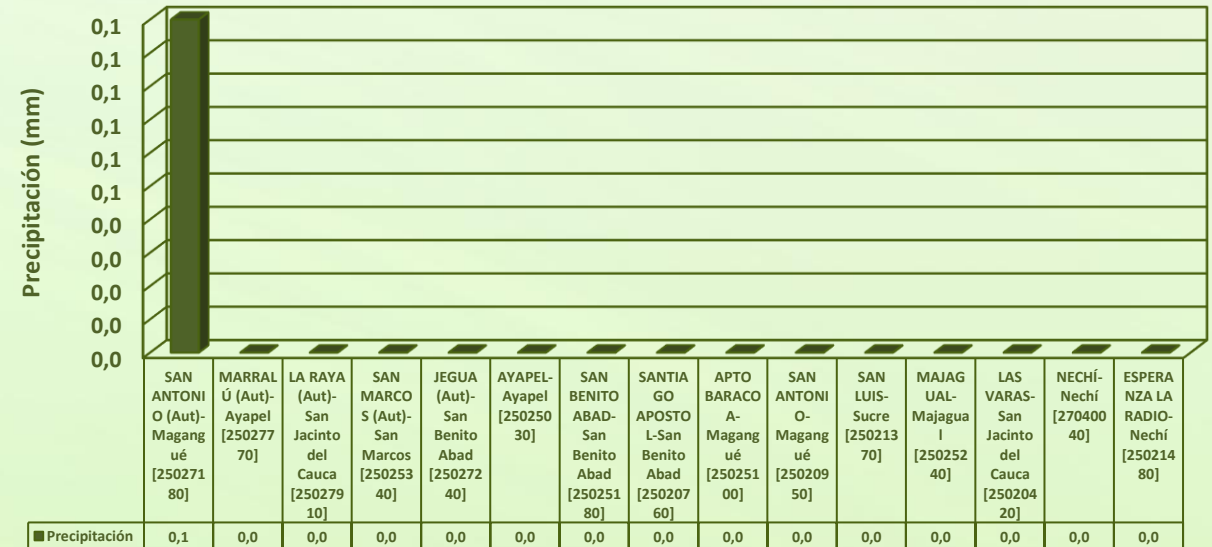 Precipitación (mm)
0,1
0,1
0,1
0,1
0,1
0,1
0,0
0,0
0,0
0,0
0,0
SAN
ANTONI
O (Aut)-
Magang
ué
[250271
80]
MARRAL
Ú (Aut)-
Ayapel
[250277
70]
LA RAYA
(Aut)-
San
Jacinto
del
Cauca
[250279
10]
SAN
MARCO
S (Aut)-
San
Marcos
[250253
40]
JEGUA
(Aut)-
San
Benito
Abad
[250272
40]
AYAPEL-
Ayapel
[250250
30]
SAN
BENITO
ABAD-
San
Benito
Abad
[250251
80]
SANTIA
GO
APOSTO
L-San
Benito
Abad
[250207
60]
APTO
BARACO
A-
Magang
ué
[250251
00]
SAN
ANTONI
O-
Magang
ué
[250209
50]
SAN
LUIS-
Sucre
[250213
70]
MAJAG
UAL-
Majagua
l
[250252
40]
LAS
VARAS-
San
Jacinto
del
Cauca
[250204
20]
NECHÍ-
Nechí
[270400
40]
ESPERA
NZA LA
RADIO-
Nechí
[250214
80]
Precipitación 0,1 0,0 0,0 0,0 0,0 0,0 0,0 0,0 0,0 0,0 0,0 0,0 0,0 0,0 0,0